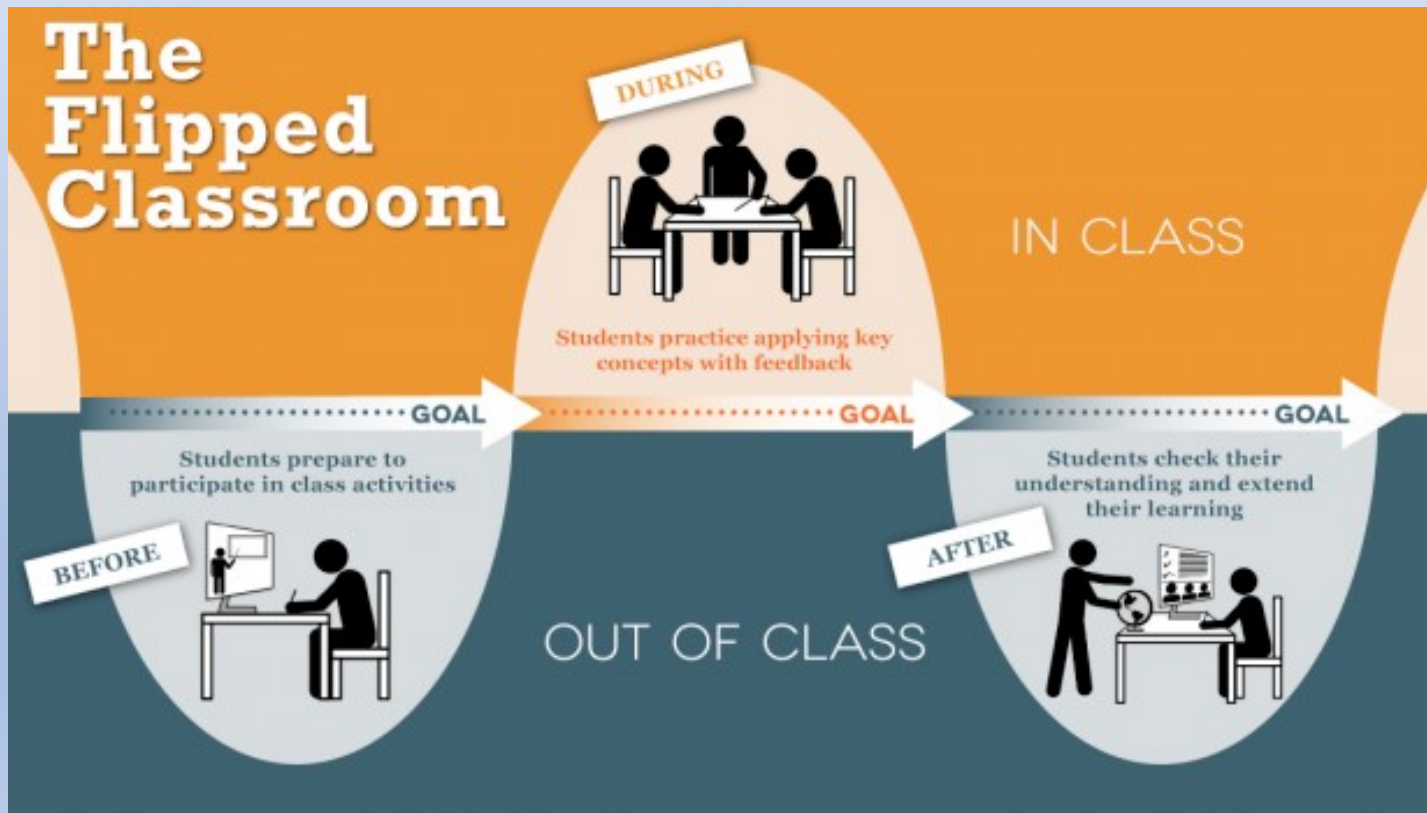 The
Flipped
Classroom
DURING
IN CLASS
Students practice applying key
concepts with feedback
GOAL
GOAL
GOAL
Students prepare to
participate in class activities
BEFORE
OUT OF CLASS
Students check their
understanding and extend
their learning
AFTER